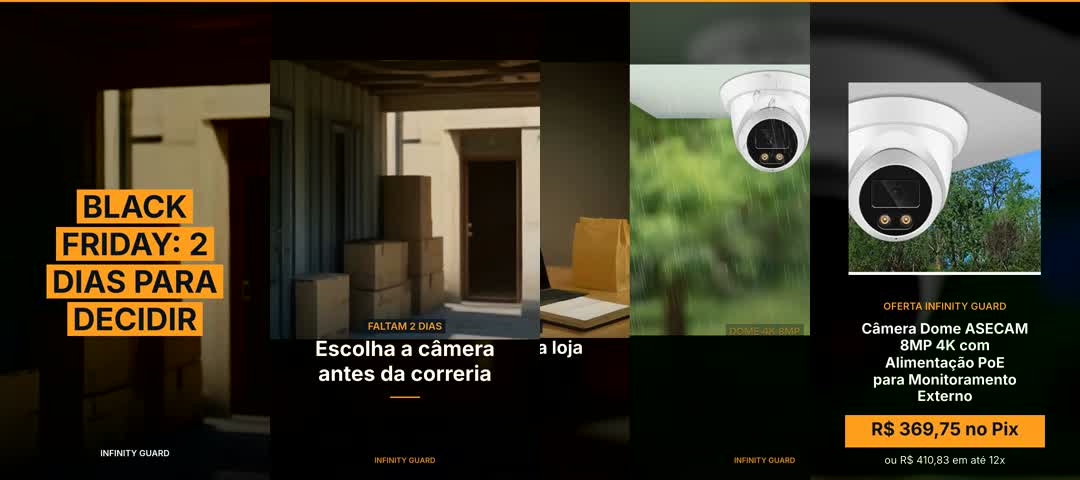 BLACK
FRIDAY: 2
DIAS PARA
DECIDIR
INFINITY GUARD
FALTAM 2 DIAS
Escolha a câmera
antes da correria
INFINITY GUARD
a loja
DOME 4K 8MP
INFINITY GUARD
OFERTA INFINITY GUARD
Câmera Dome ASECAM
8MP 4K com
Alimentação PoE
para Monitoramento
Externo
R$ 369,75 no Pix
ou R$ 410,83 em até 12x